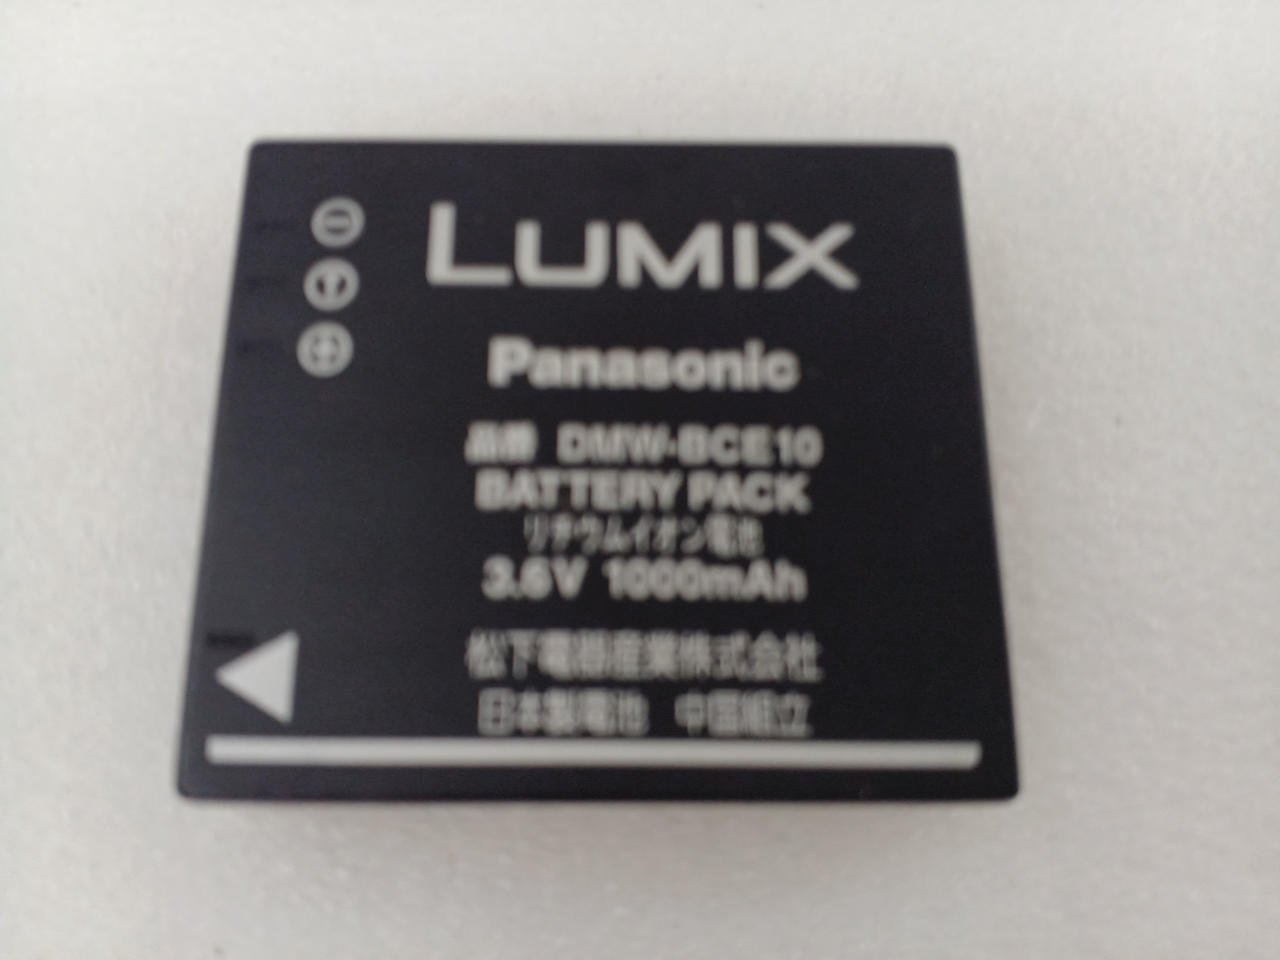 LUMIX
Panasonic
品番 DMW-BCE10
BATTERY PACK
リチウムイオン電池
3.6V 1000mAh
松下電器産業株式会社
日本製電池 中国組立